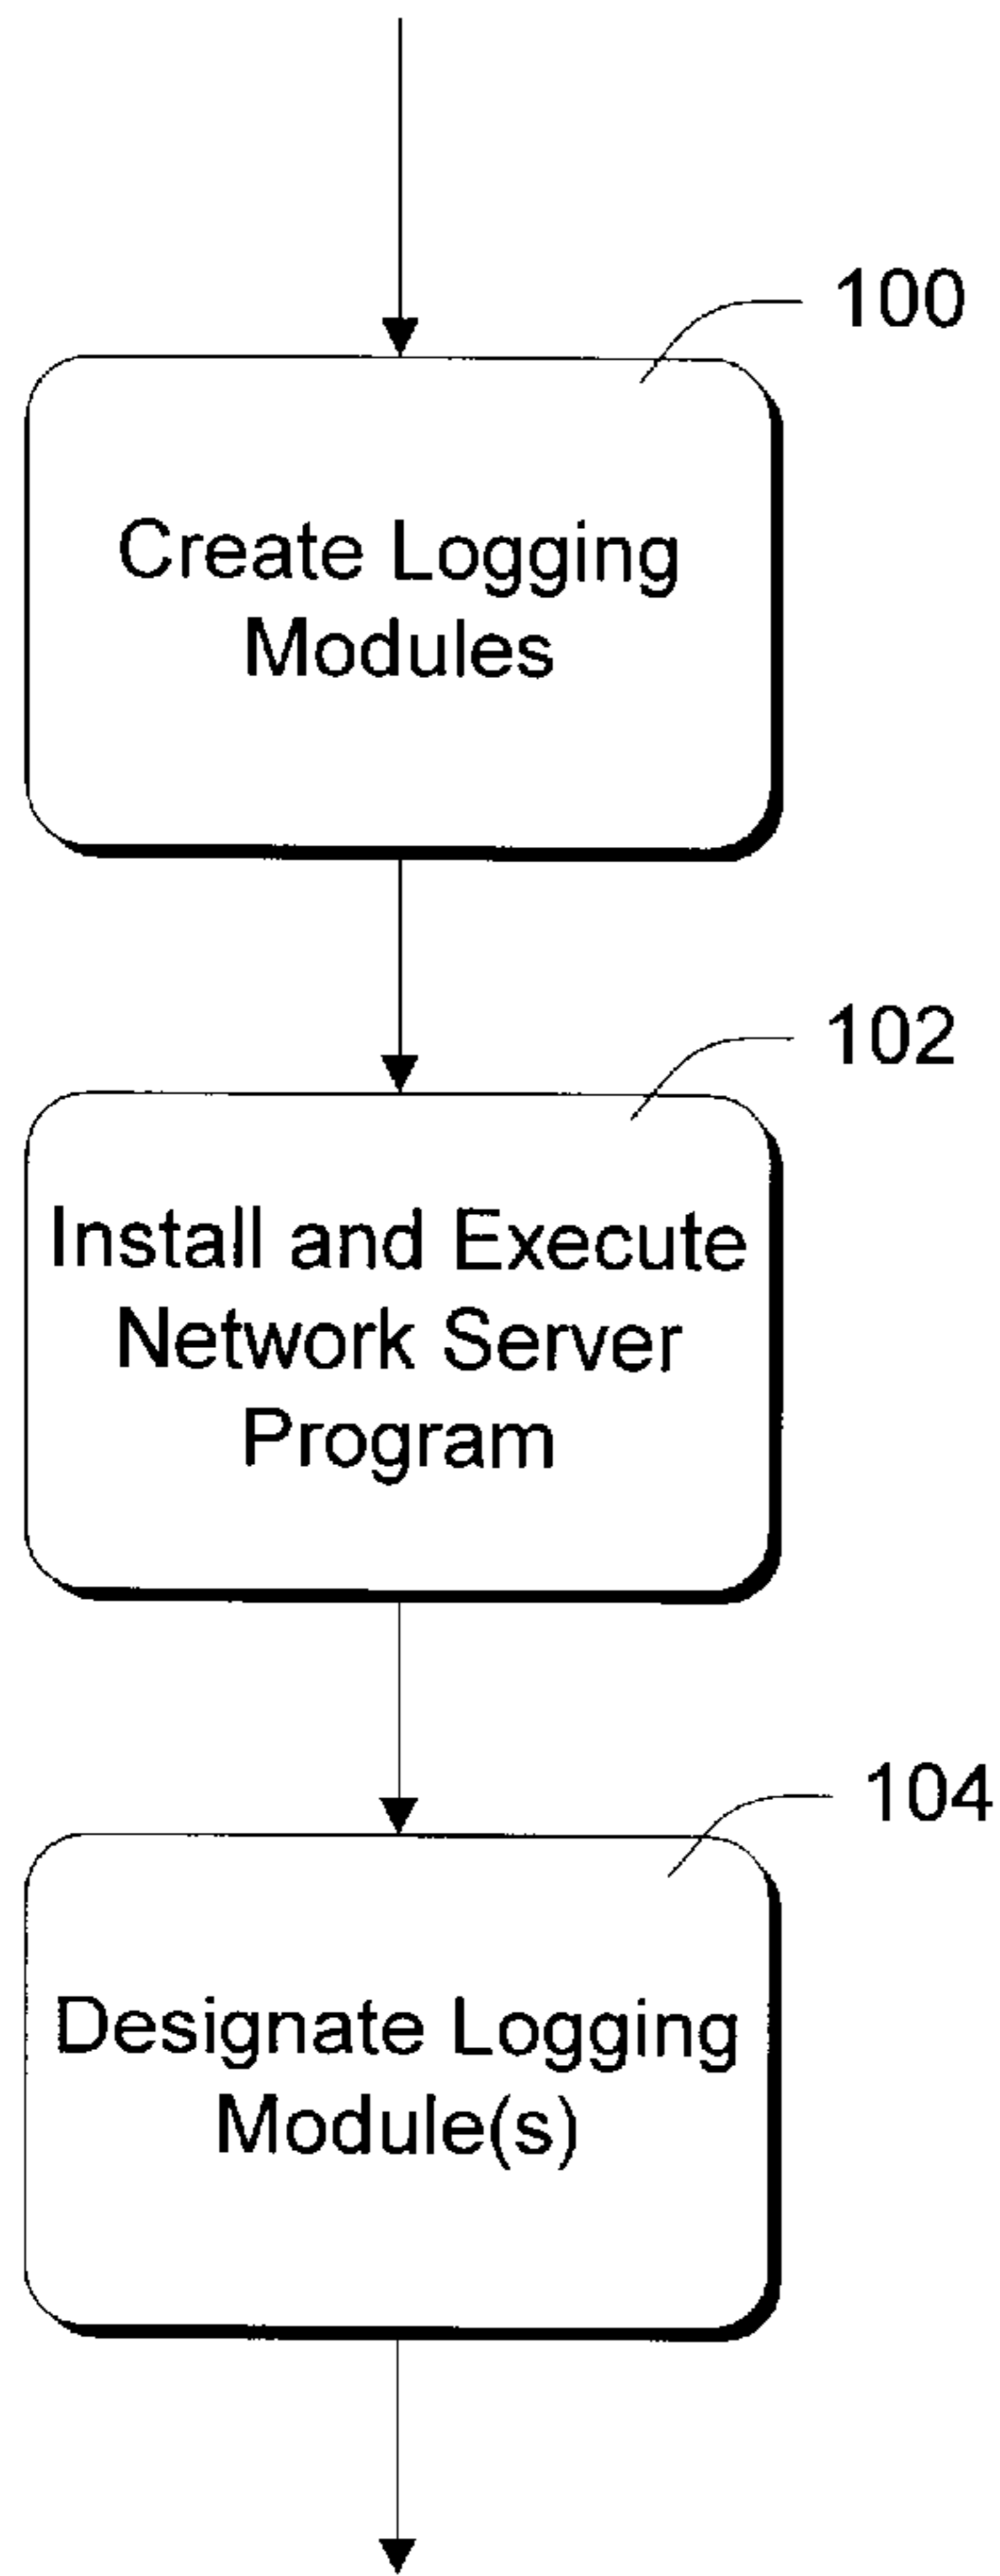 100
Create Logging
Modules
102
Install and Execute
Network Server
Program
104
Designate Logging
Module(s)